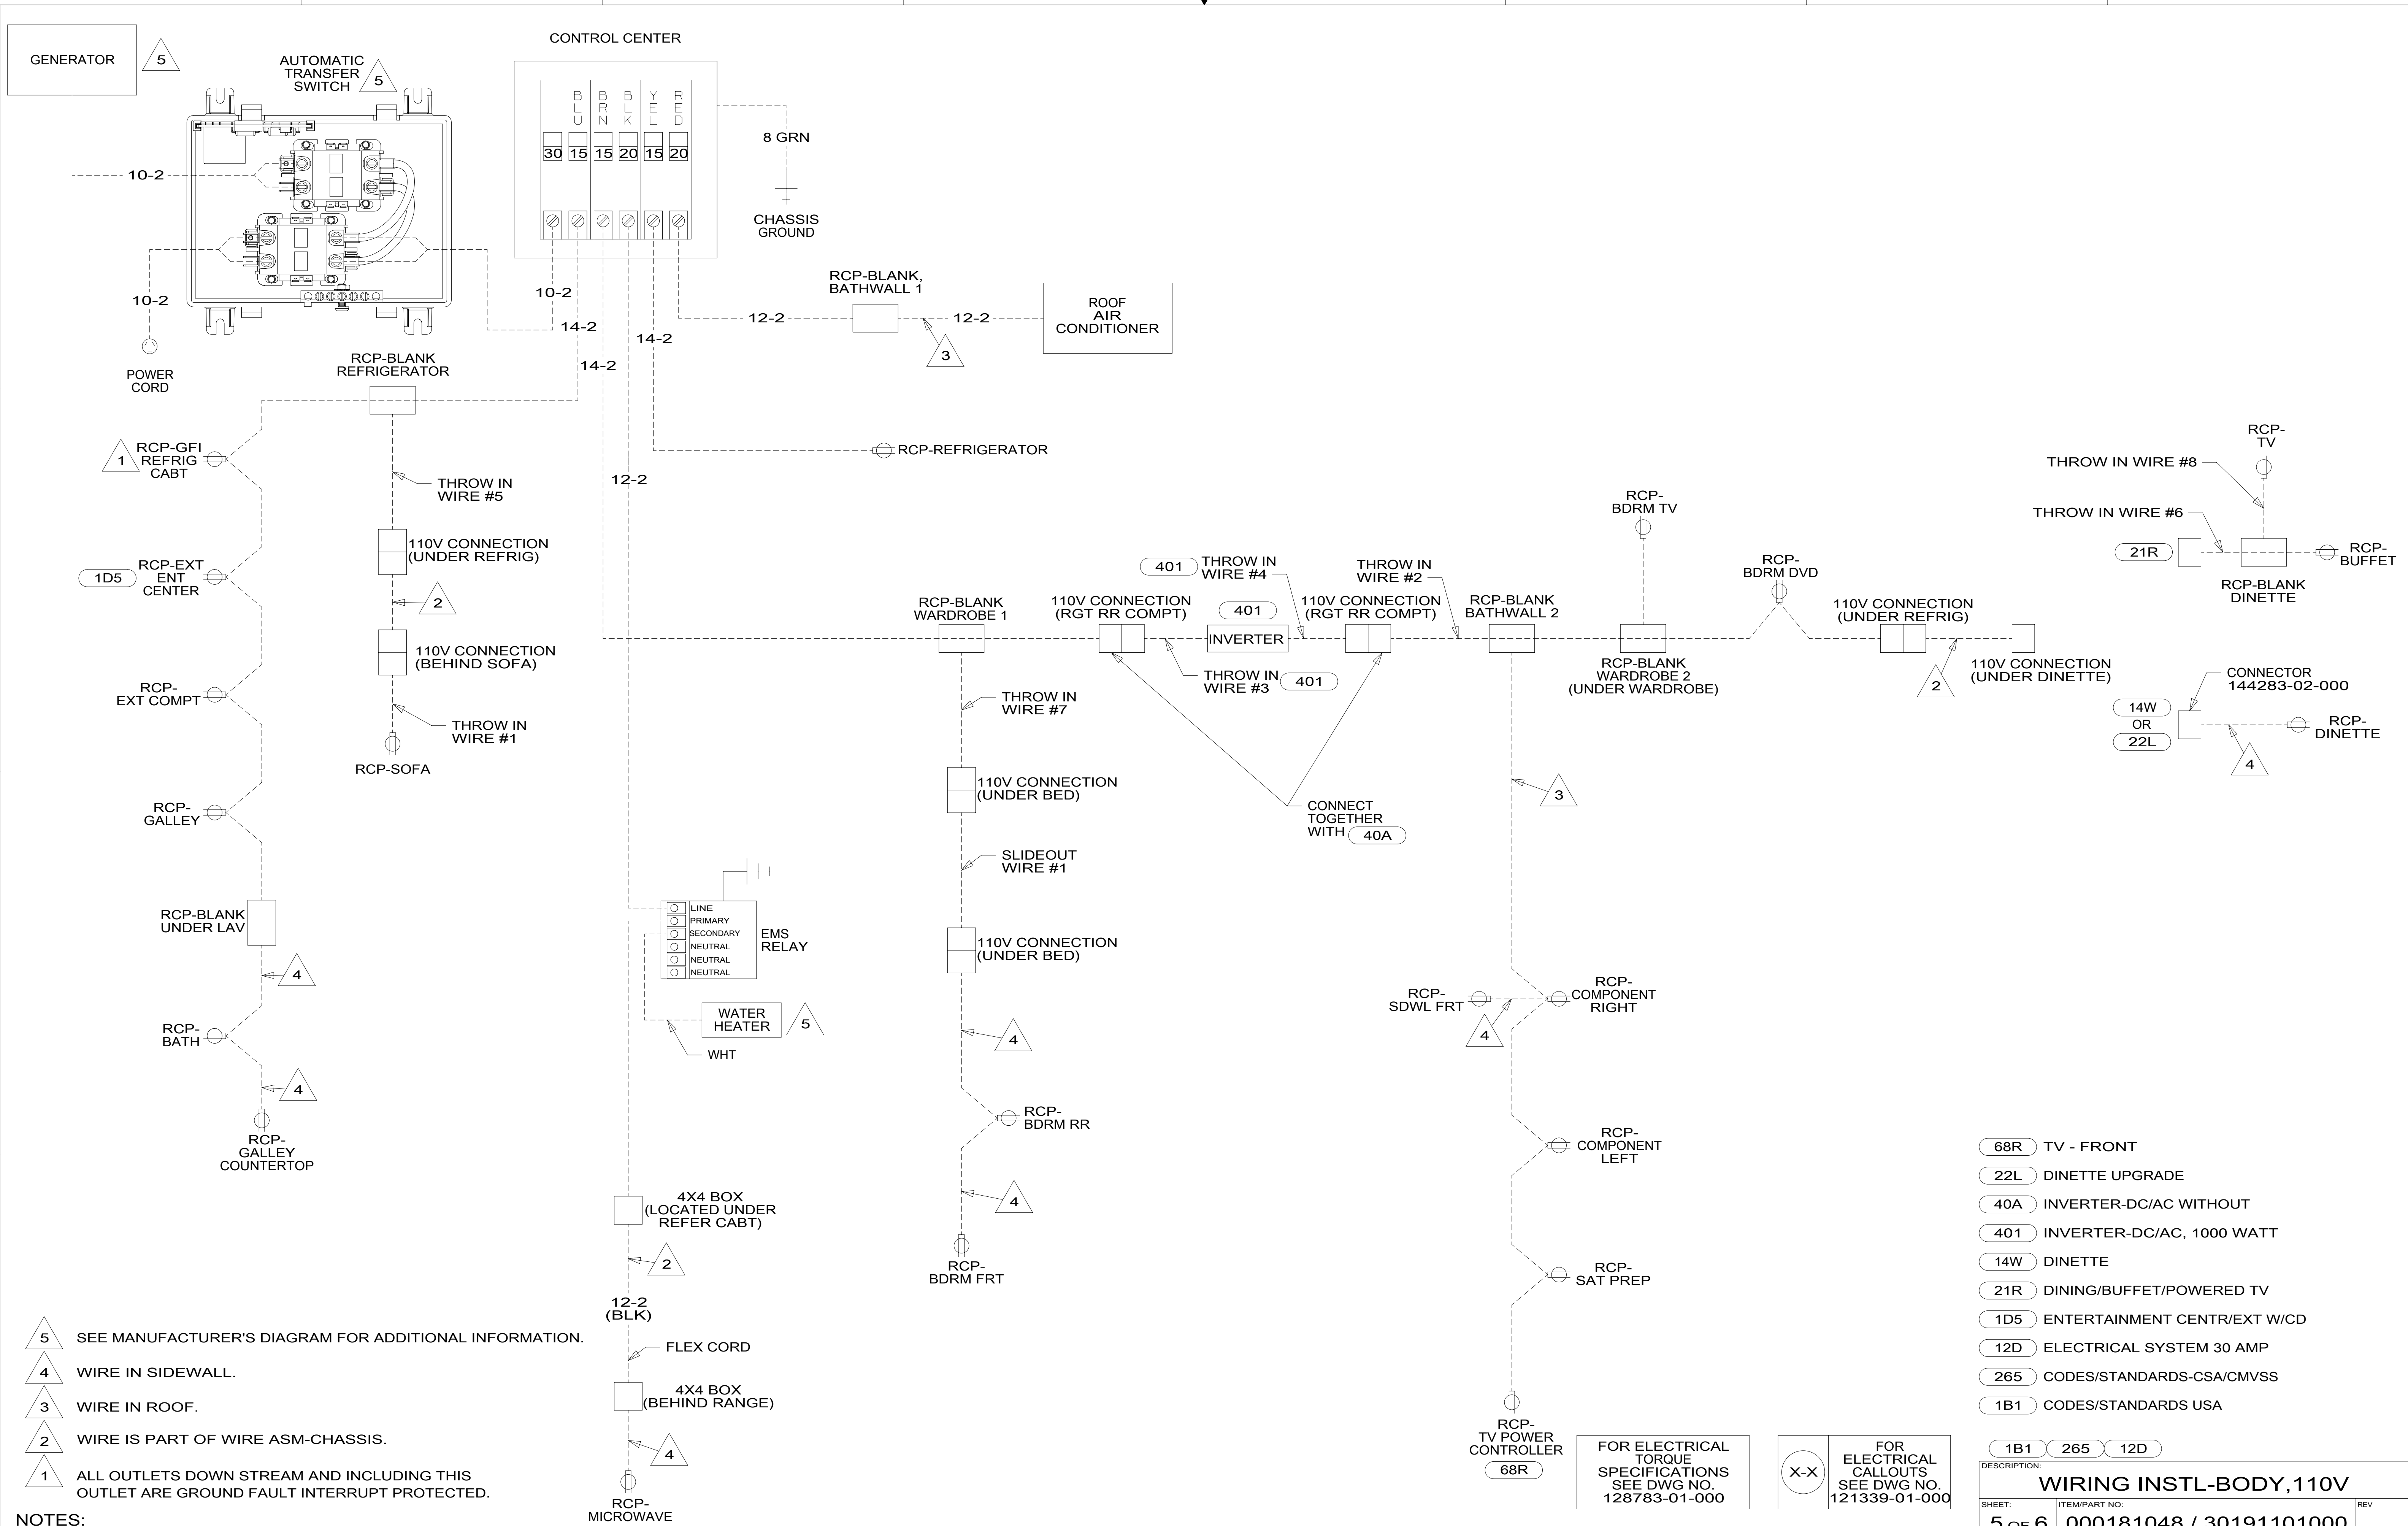 GENERATOR
5
AUTOMATIC
TRANSFER
SWITCH
5
CONTROL CENTER
BLU
BRN
BLK
YEL
RED
30 15 15 20 15 20
8 GRN
CHASSIS
GROUND
10-2
10-2
POWER
CORD
10-2
14-2
14-2
14-2
12-2
RCP-BLANK,
BATHWALL 1
12-2
12-2
3
ROOF
AIR
CONDITIONER
RCP-BLANK
REFRIGERATOR
1
RCP-GFI
REFRIG
CABT
THROW IN
WIRE #5
110V CONNECTION
(UNDER REFRIG)
2
110V CONNECTION
(BEHIND SOFA)
THROW IN
WIRE #1
RCP-SOFA
1D5
RCP-EXT
ENT
CENTER
RCP-
EXT COMPT
RCP-
GALLEY
RCP-BLANK
UNDER LAV
4
RCP-
BATH
4
RCP-
GALLEY
COUNTERTOP
RCP-REFRIGERATOR
LINE
PRIMARY
SECONDARY
NEUTRAL
NEUTRAL
NEUTRAL
EMS
RELAY
WATER
HEATER
5
WHT
4X4 BOX
(LOCATED UNDER
REFER CABT)
2
12-2
(BLK)
FLEX CORD
4X4 BOX
(BEHIND RANGE)
4
RCP-
MICROWAVE
RCP-BLANK
WARDROBE 1
THROW IN
WIRE #7
110V CONNECTION
(UNDER BED)
SLIDEOUT
WIRE #1
110V CONNECTION
(UNDER BED)
4
RCP-
BDRM RR
4
RCP-
BDRM FRT
110V CONNECTION
(RGT RR COMPT)
401
THROW IN
WIRE #4
401
INVERTER
THROW IN
WIRE #3
401
110V CONNECTION
(RGT RR COMPT)
CONNECT
TOGETHER
WITH
40A
THROW IN
WIRE #2
RCP-BLANK
BATHWALL 2
3
RCP-
SDWL FRT
4
RCP-
COMPONENT
RIGHT
RCP-
COMPONENT
LEFT
RCP-
SAT PREP
RCP-
TV POWER
CONTROLLER
68R
RCP-
BDRM TV
RCP-BLANK
WARDROBE 2
(UNDER WARDROBE)
RCP-
BDRM DVD
110V CONNECTION
(UNDER REFRIG)
2
110V CONNECTION
(UNDER DINETTE)
RCP-
TV
THROW IN WIRE #8
THROW IN WIRE #6
21R
RCP-
BUFFET
RCP-BLANK
DINETTE
CONNECTOR
144283-02-000
14W
OR
22L
RCP-
DINETTE
4
68R TV - FRONT
22L DINETTE UPGRADE
40A INVERTER-DC/AC WITHOUT
401 INVERTER-DC/AC, 1000 WATT
14W DINETTE
21R DINING/BUFFET/POWERED TV
1D5 ENTERTAINMENT CENTR/EXT W/CD
12D ELECTRICAL SYSTEM 30 AMP
265 CODES/STANDARDS-CSA/CMVSS
1B1 CODES/STANDARDS USA
1B1 265 12D
5 SEE MANUFACTURER'S DIAGRAM FOR ADDITIONAL INFORMATION.
4 WIRE IN SIDEWALL.
3 WIRE IN ROOF.
2 WIRE IS PART OF WIRE ASM-CHASSIS.
1 ALL OUTLETS DOWN STREAM AND INCLUDING THIS
OUTLET ARE GROUND FAULT INTERRUPT PROTECTED.
NOTES:
FOR ELECTRICAL
TORQUE
SPECIFICATIONS
SEE DWG NO.
128783-01-000
X-X
FOR
ELECTRICAL
CALLOUTS
SEE DWG NO.
121339-01-000
DESCRIPTION:
WIRING INSTL-BODY,110V
SHEET:
5 OF 6
ITEM/PART NO:
000181048 / 30191101000
REV